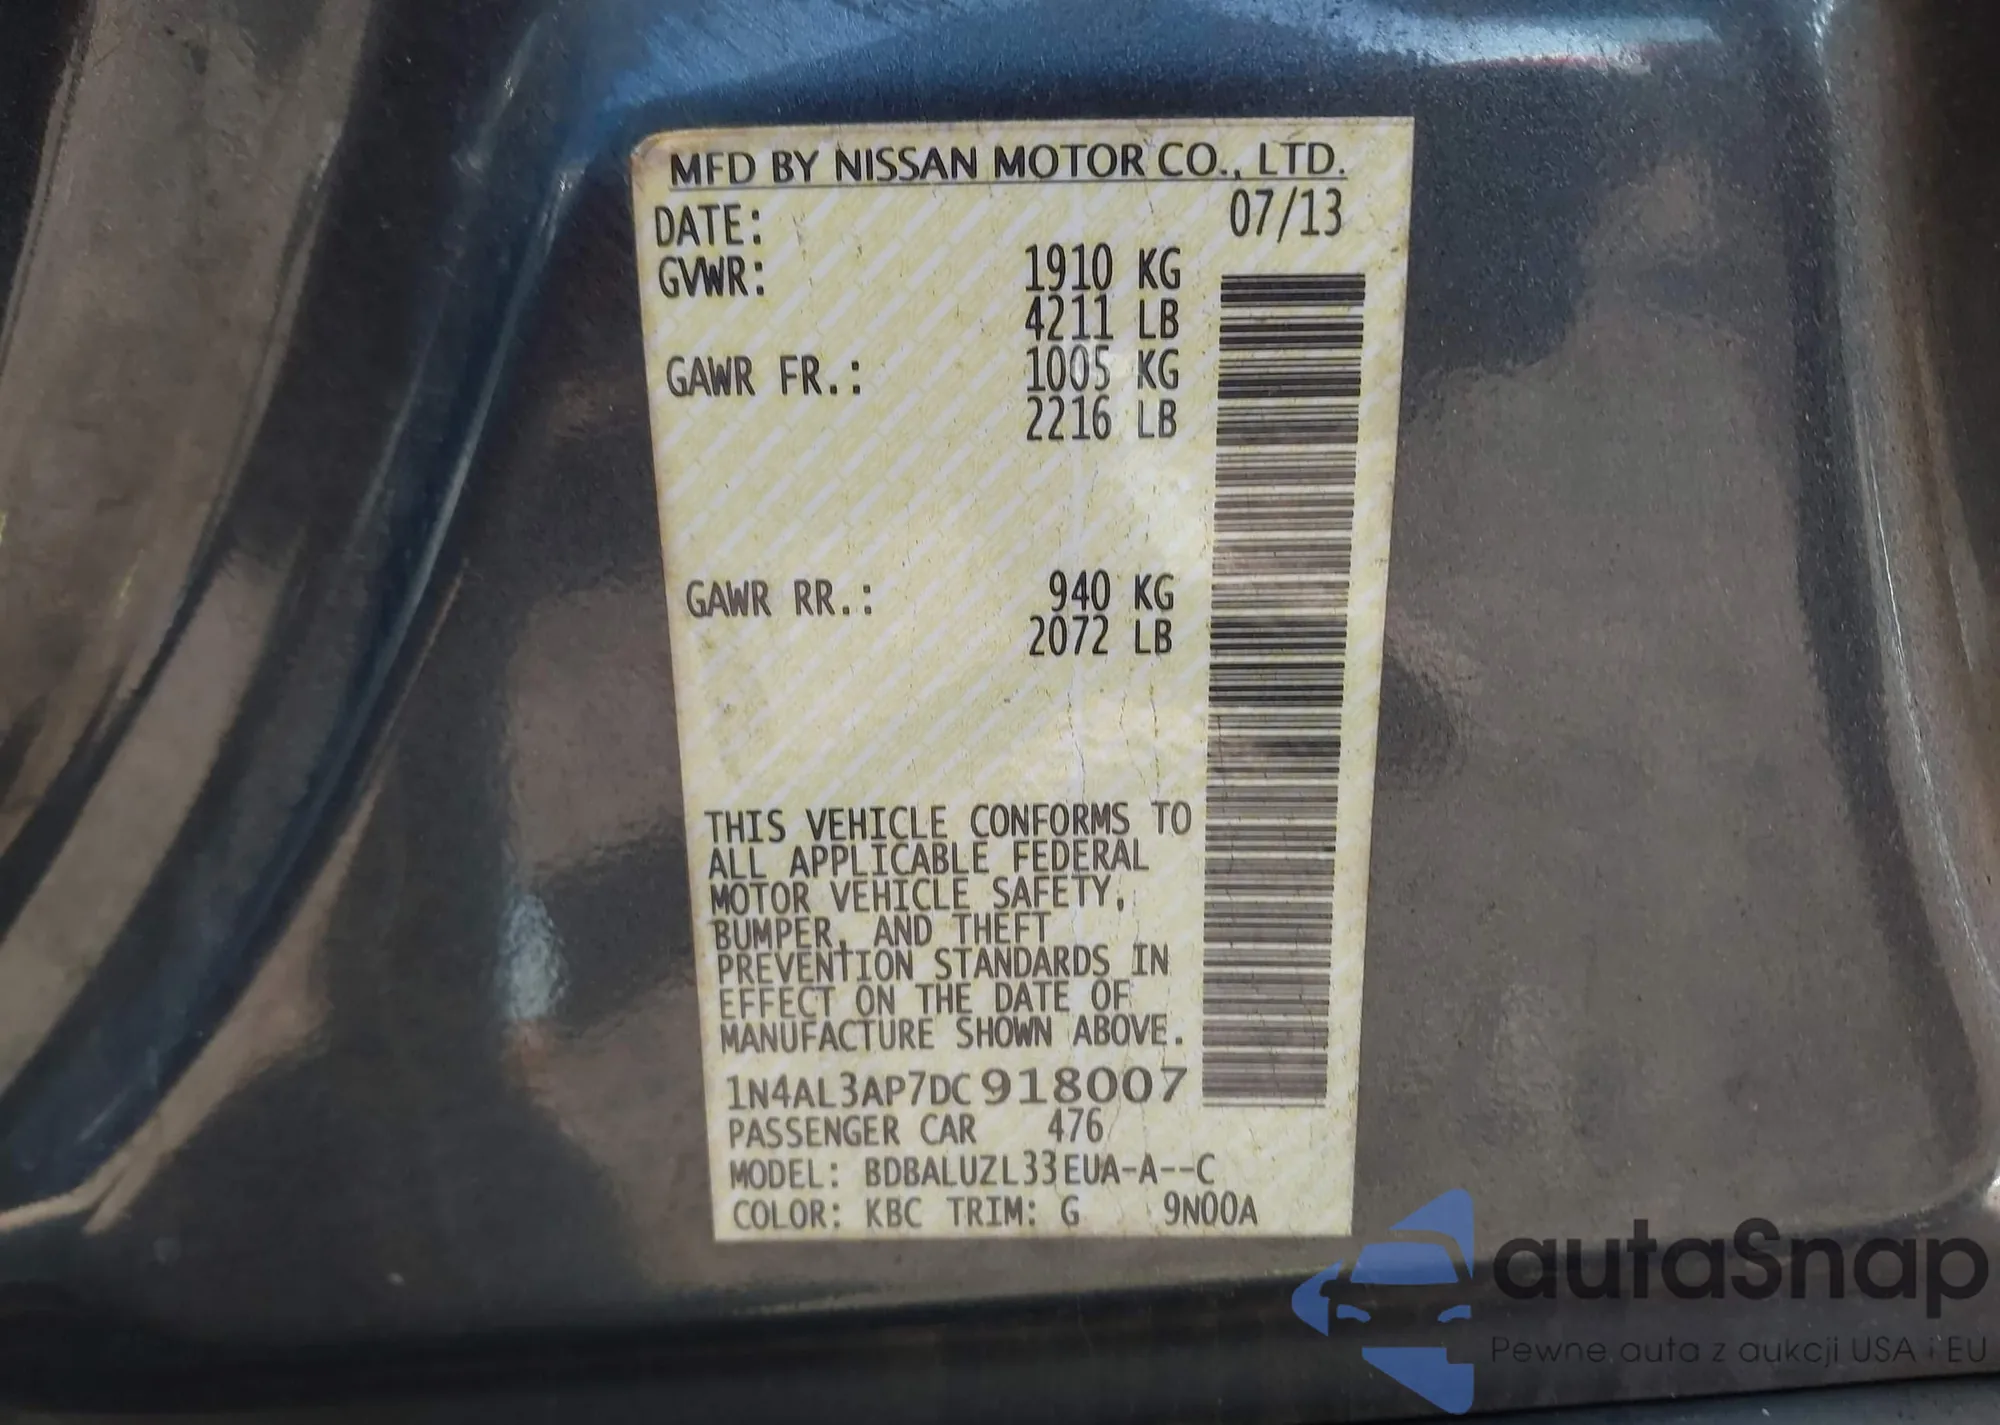 MFD BY NISSAN MOTOR CO., LTD.
DATE: 07/13
GVWR: 1910 KG
4211 LB
GAWR FR.: 1005 KG
2216 LB
GAWR RR.: 940 KG
2072 LB
THIS VEHICLE CONFORMS TO
ALL APPLICABLE FEDERAL
MOTOR VEHICLE SAFETY,
BUMPER, AND THEFT
PREVENTION STANDARDS IN
EFFECT ON THE DATE OF
MANUFACTURE SHOWN ABOVE.
1N4AL3AP7DC918007
PASSENGER CAR 476
MODEL: BDBALUZL33EUA-A--C
COLOR: KBC TRIM: G 9N00A
autaSnap
Pewne auta z aukcji USA i EU